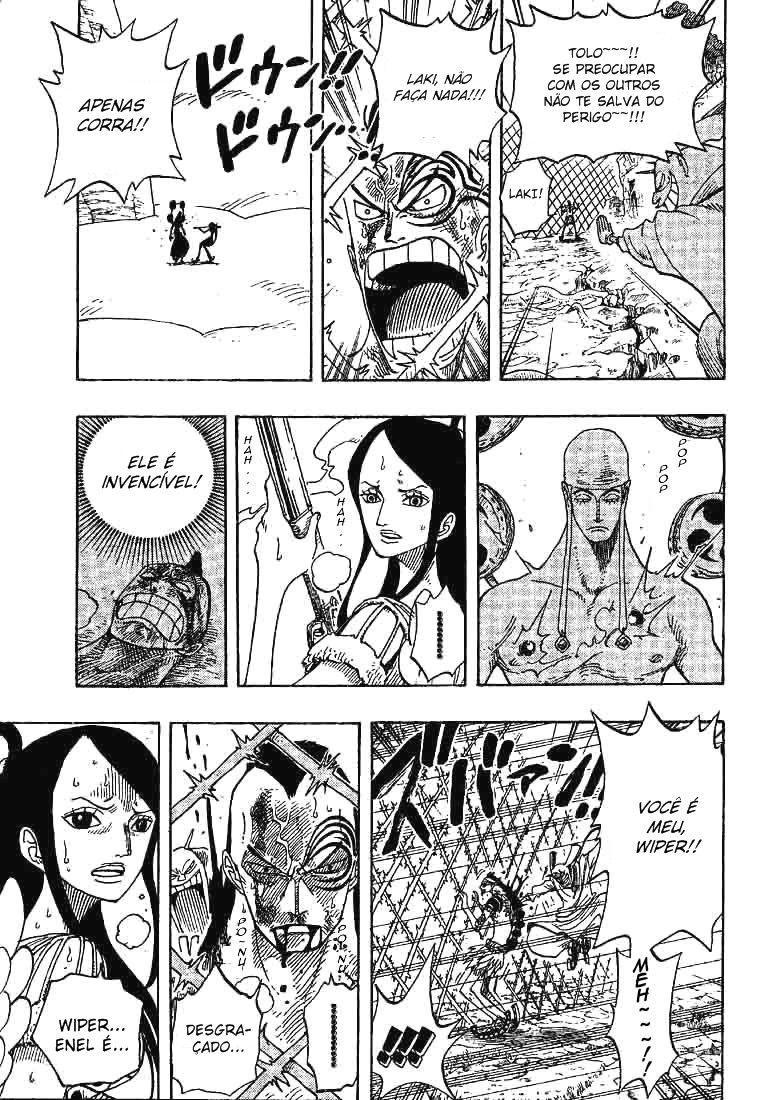 TOLO~~~!!
SE PREOCUPAR
COM OS OUTROS
NÃO TE SALVA DO
PERIGO~~!!!
LAKI!
LAKI, NÃO
FAÇA NADA!!!
ドウン!!
ドウン…!!
APENAS
CORRA!!
POP
POP
HAH...
HAH...
..........
ELE É
INVENCÍVEL!
VOCÊ É
MEU,
WIPER!!
ズバァン!!
MEH~~~!!
!!!!
PO-NU
PO-NU
..........
DESGRA-
ÇADO...
WIPER...
ENEL É...